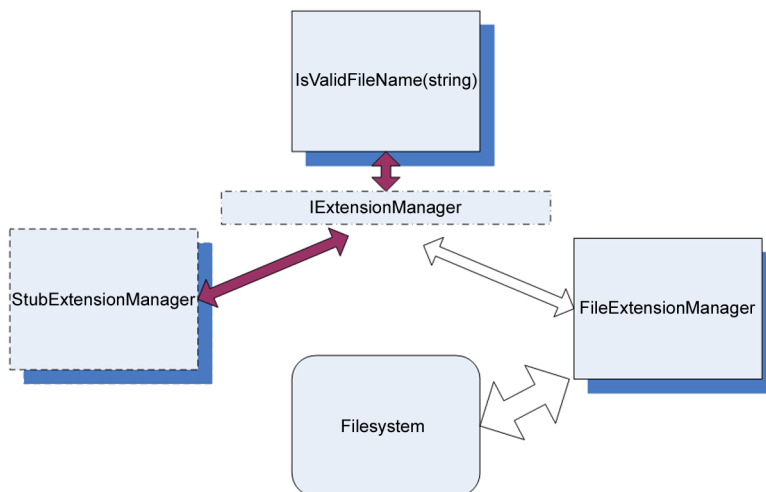 IsValidFileName(string)
IExtensionManager
StubExtensionManager
FileExtensionManager
Filesystem